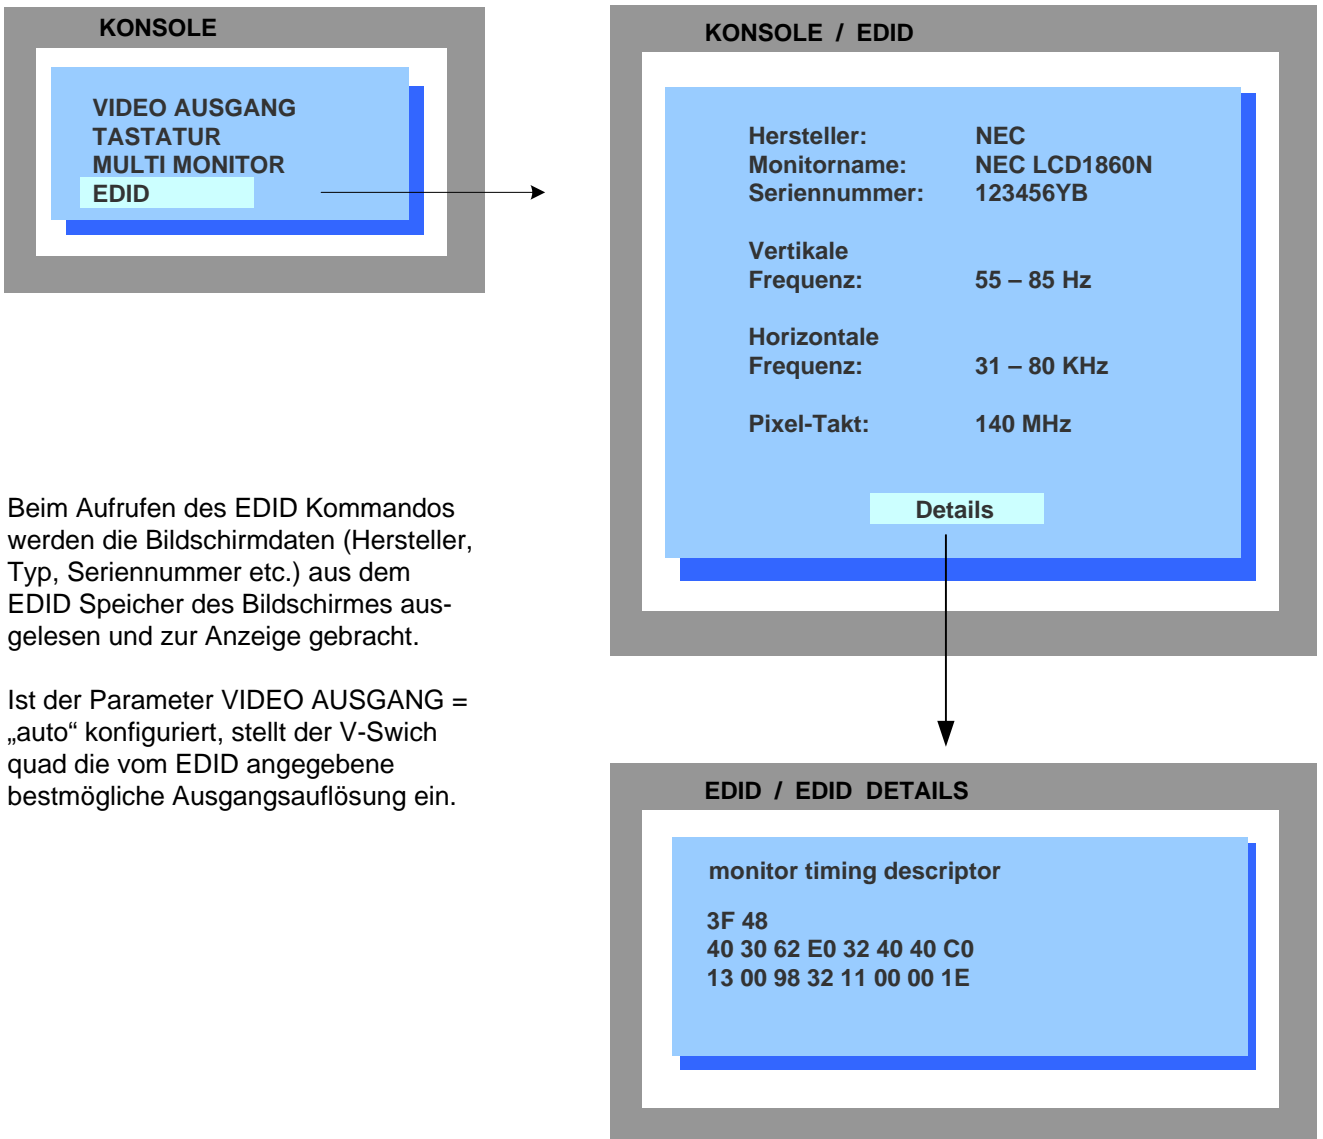 KONSOLE
VIDEO AUSGANG
TASTATUR
MULTI MONITOR
EDID
Beim Aufrufen des EDID Kommandos
werden die Bildschirmdaten (Hersteller,
Typ, Seriennummer etc.) aus dem
EDID Speicher des Bildschirmes aus-
gelesen und zur Anzeige gebracht.
Ist der Parameter VIDEO AUSGANG =
„auto“ konfiguriert, stellt der V-Swich
quad die vom EDID angegebene
bestmögliche Ausgangsauflösung ein.
KONSOLE / EDID
Hersteller: NEC
Monitorname: NEC LCD1860N
Seriennummer: 123456YB
Vertikale
Frequenz: 55 – 85 Hz
Horizontale
Frequenz: 31 – 80 KHz
Pixel-Takt: 140 MHz
Details
EDID / EDID DETAILS
monitor timing descriptor
3F 48
40 30 62 E0 32 40 40 C0
13 00 98 32 11 00 00 1E